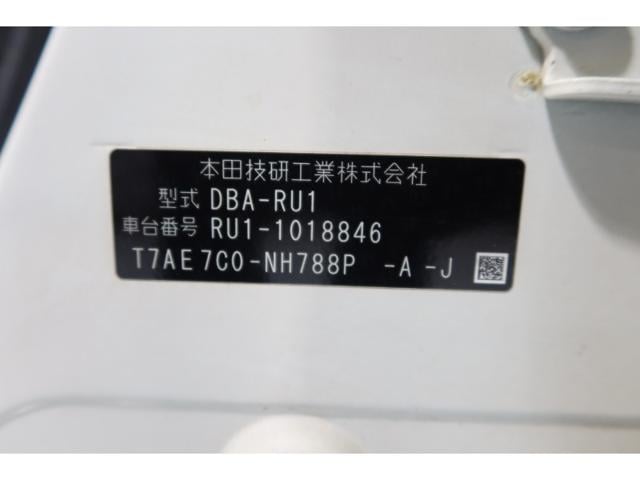 本田技研工業株式会社
型式 DBA-RU1
車台番号 RU1-1018846
T7AE7C0-NH788P -A-J